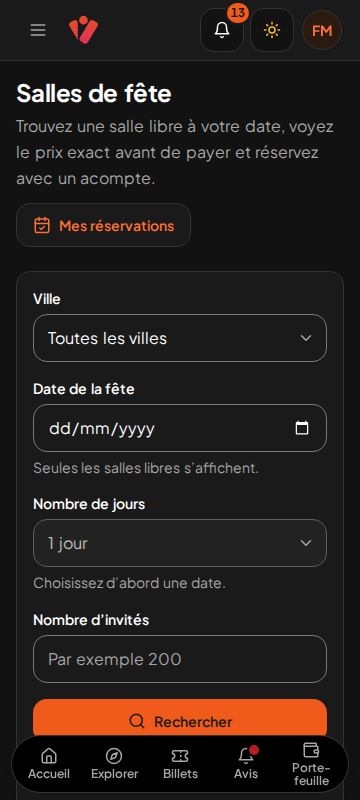 13
FM
Salles de fête
Trouvez une salle libre à votre date, voyez
le prix exact avant de payer et réservez
avec un acompte.
Mes réservations
Ville
Toutes les villes
Date de la fête
dd/mm/yyyy
Seules les salles libres s’affichent.
Nombre de jours
1 jour
Choisissez d’abord une date.
Nombre d’invités
Par exemple 200
Rechercher
Accueil
Explorer
Billets
Avis
Porte-
feuille